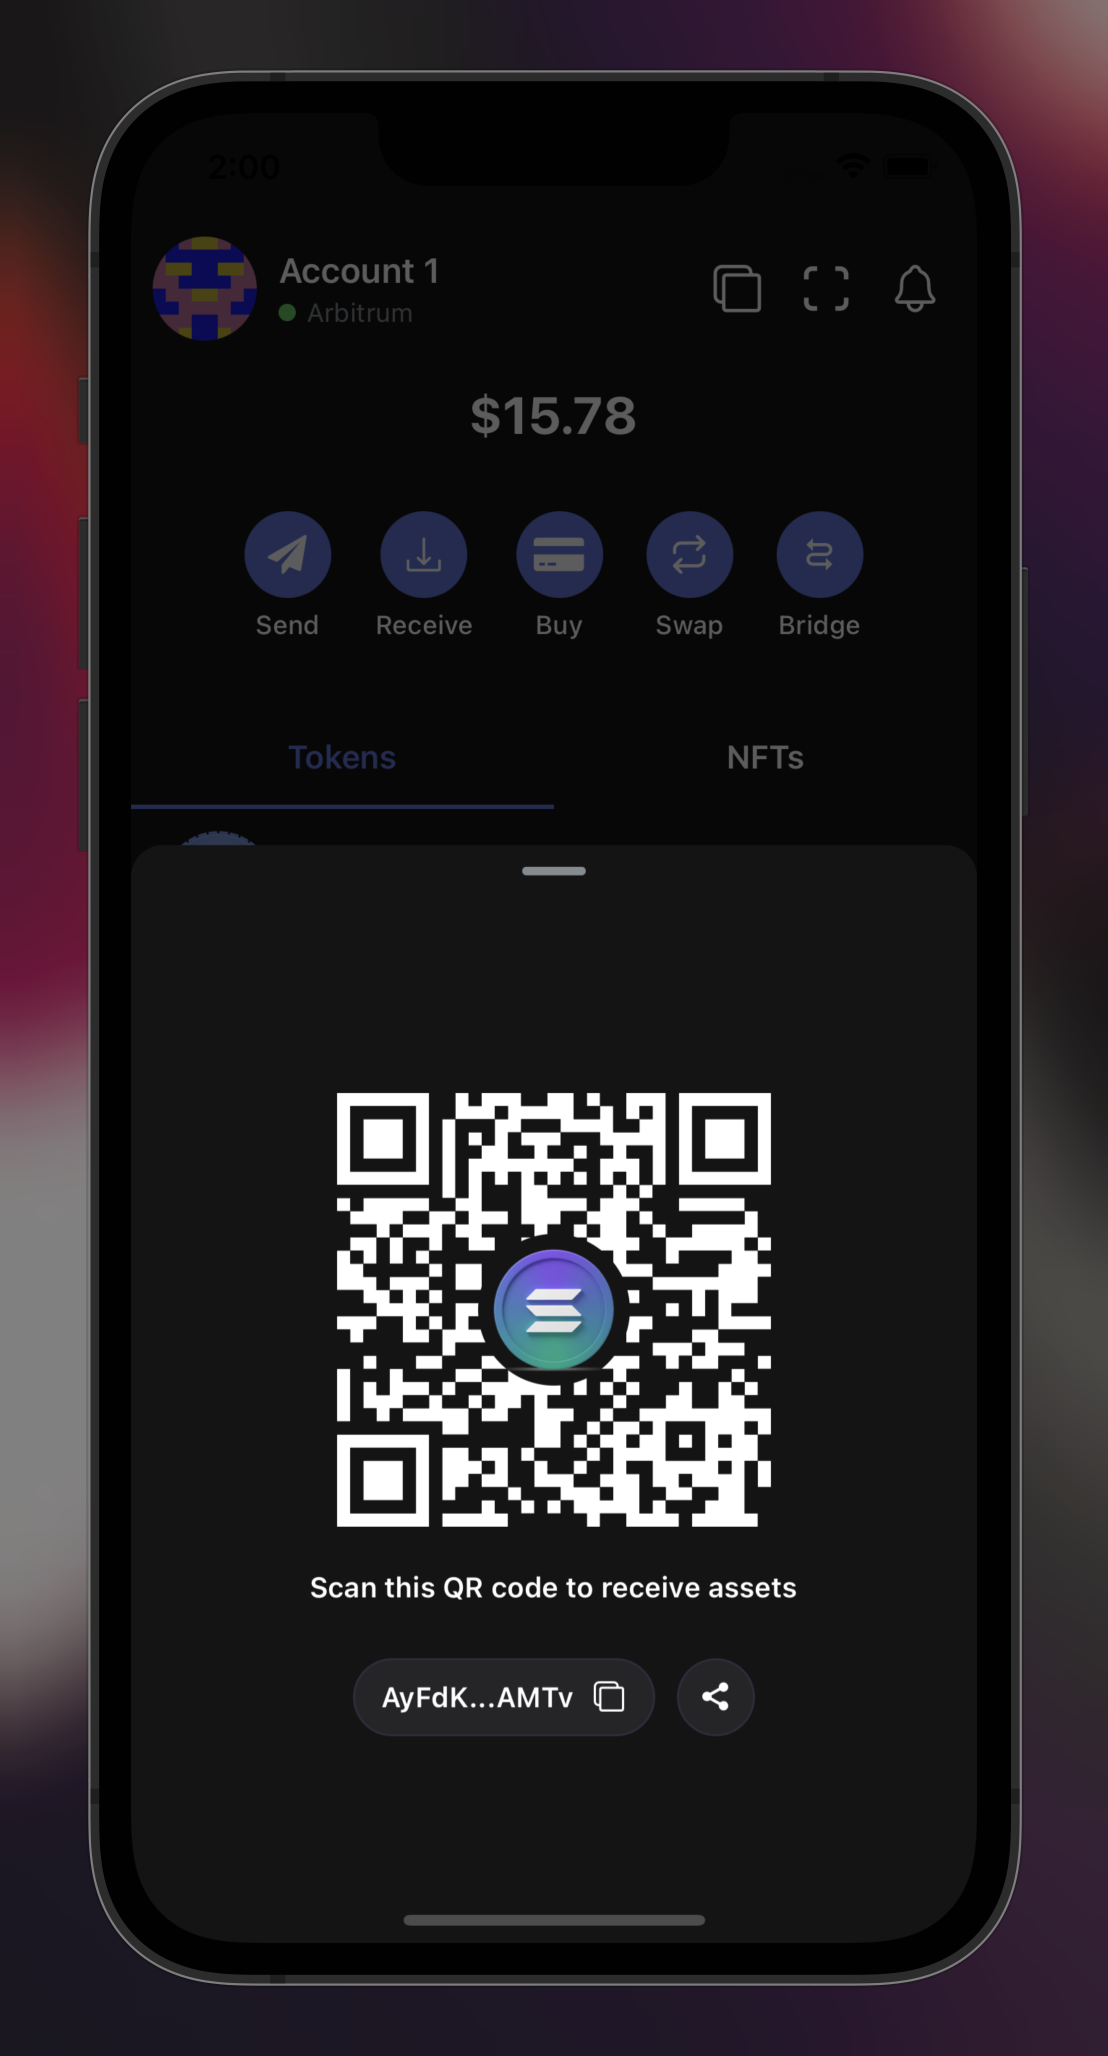 2:00
Account 1
Arbitrum
$15.78
Send
Receive
Buy
Swap
Bridge
Tokens
NFTs
Scan this QR code to receive assets
AyFdK...AMTv